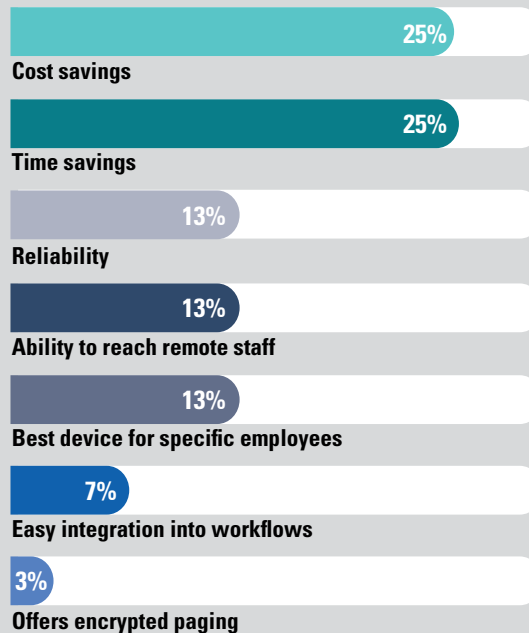 25%
Cost savings
25%
Time savings
13%
Reliability
13%
Ability to reach remote staff
13%
Best device for specific employees
7%
Easy integration into workflows
3%
Offers encrypted paging